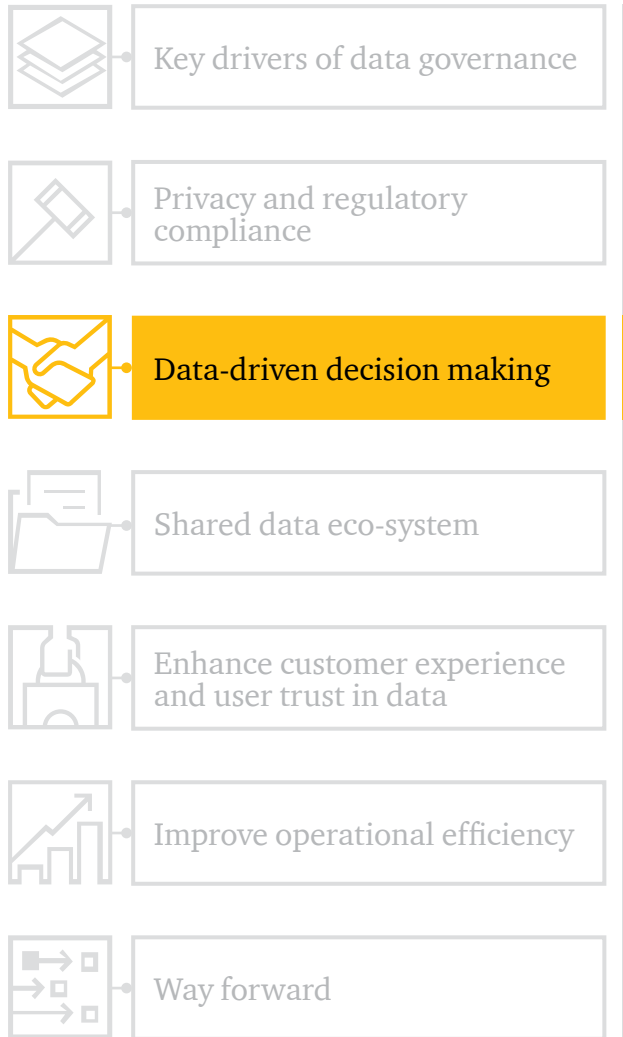 Key drivers of data governance
Privacy and regulatory
compliance
Data-driven decision making
Shared data eco-system
Enhance customer experience
and user trust in data
Improve operational efficiency
Way forward